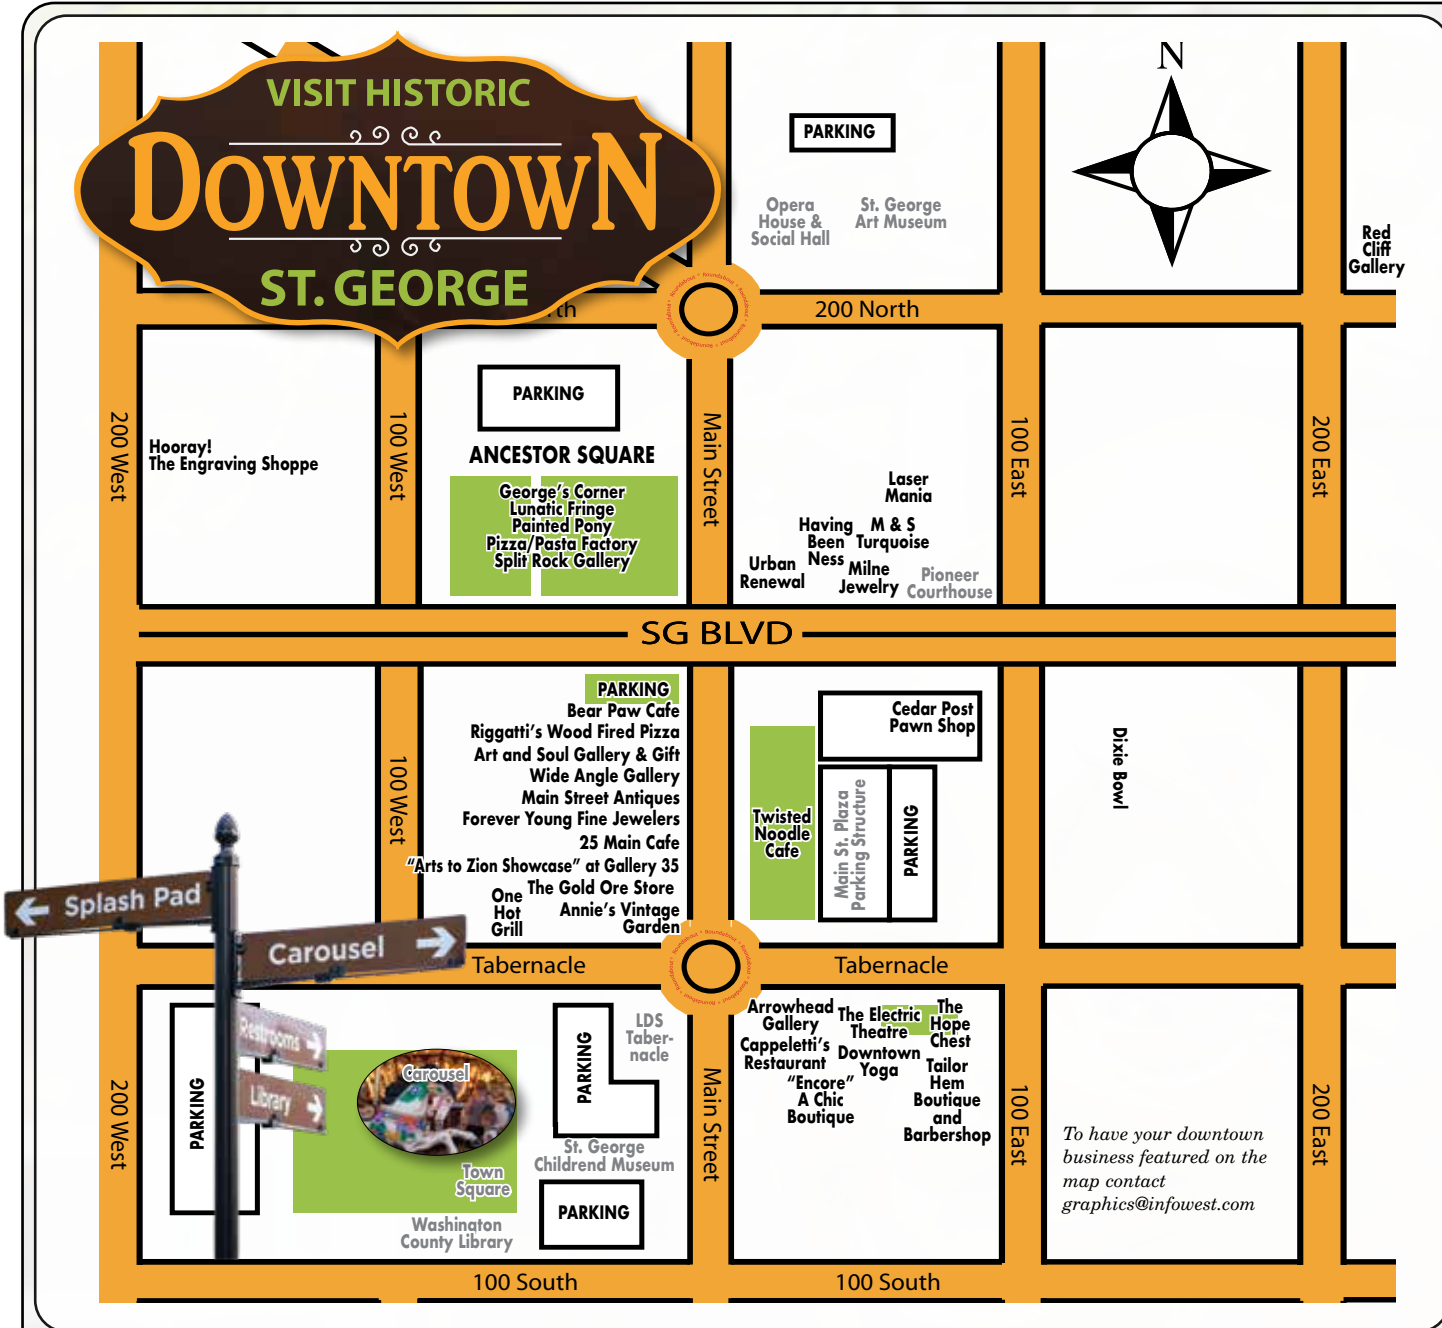 VISIT HISTORIC
DOWNTOWN
ST. GEORGE
N
PARKING
Opera
House &
Social Hall
St. George
Art Museum
Red
Cliff
Gallery
th
200 North
200 West
100 West
Main Street
100 East
200 East
Hooray!
The Engraving Shoppe
PARKING
ANCESTOR SQUARE
George's Corner
Lunatic Fringe
Painted Pony
Pizza/Pasta Factory
Split Rock Gallery
Laser
Mania
Having
Been
Ness
M & S
Turquoise
Urban
Renewal
Milne
Jewelry
Pioneer
Courthouse
SG BLVD
PARKING
Bear Paw Cafe
Riggatti's Wood Fired Pizza
Art and Soul Gallery & Gift
Wide Angle Gallery
Main Street Antiques
Forever Young Fine Jewelers
25 Main Cafe
"Arts to Zion Showcase" at Gallery 35
The Gold Ore Store
One
Hot
Grill
Annie's Vintage
Garden
100 West
Cedar Post
Pawn Shop
Twisted
Noodle
Cafe
Main St. Plaza
Parking Structure
PARKING
Dixie Bowl
Splash Pad
Carousel
Restrooms
Library
Tabernacle
Tabernacle
Roundabout • Roundabout • Roundabout
PARKING
200 West
Carousel
Town
Square
Washington
County Library
PARKING
LDS
Taber-
nacle
St. George
Childrend Museum
PARKING
Main Street
Arrowhead
Gallery
The Electric
Theatre
The
Hope
Chest
Cappeletti's
Restaurant
Downtown
Yoga
"Encore"
A Chic
Boutique
Tailor
Hem
Boutique
and
Barbershop
100 East
200 East
To have your downtown
business featured on the
map contact
graphics@infowest.com
100 South
100 South